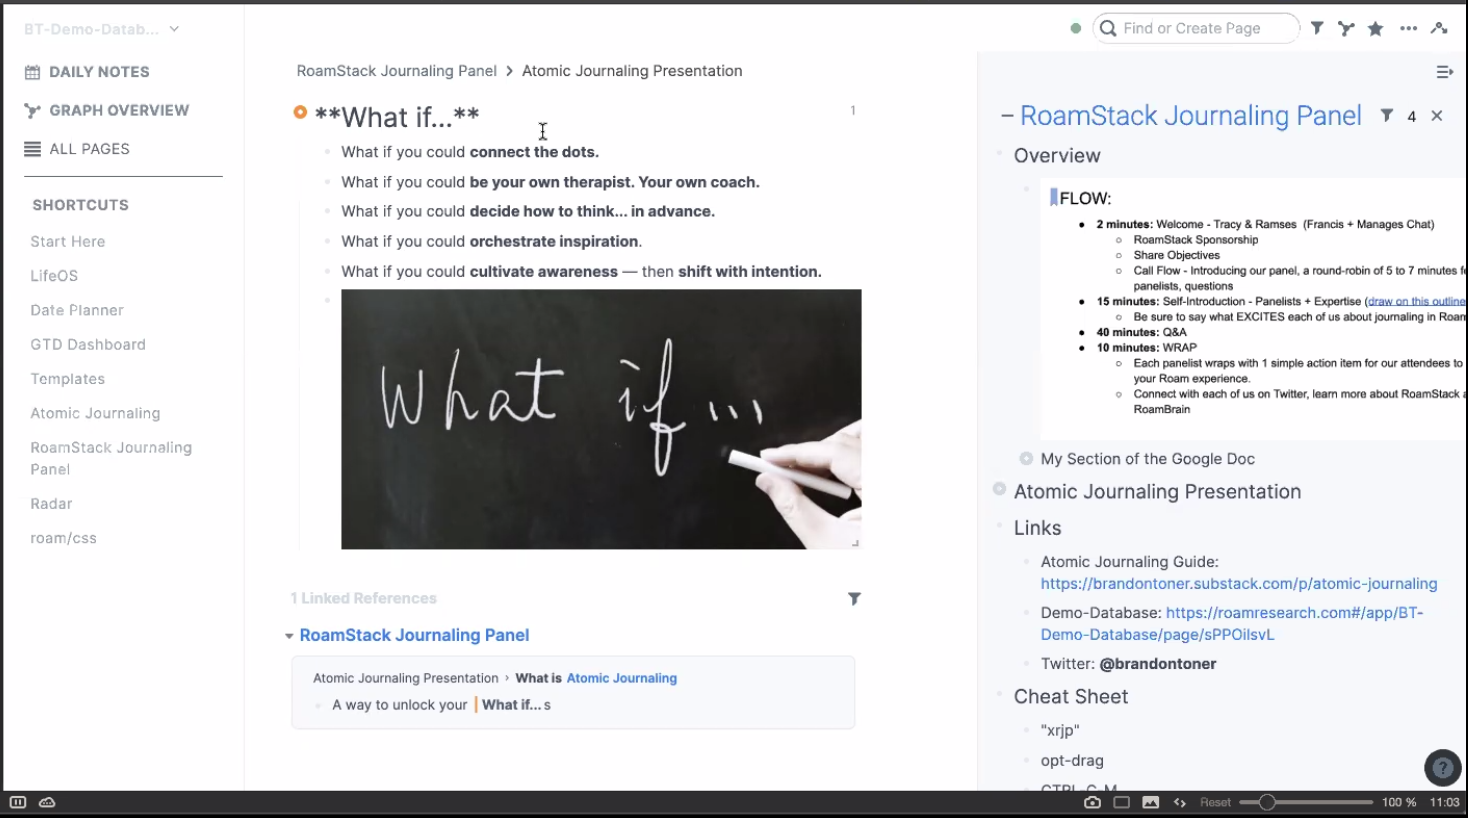 BT-Demo-Datab...
DAILY NOTES
GRAPH OVERVIEW
ALL PAGES
SHORTCUTS
Start Here
LifeOS
Date Planner
GTD Dashboard
Templates
Atomic Journaling
RoamStack Journaling
Panel
Radar
roam/css
Find or Create Page
RoamStack Journaling Panel > Atomic Journaling Presentation
**What if...**
1
What if you could connect the dots.
What if you could be your own therapist. Your own coach.
What if you could decide how to think... in advance.
What if you could orchestrate inspiration.
What if you could cultivate awareness — then shift with intention.
What if ...
1 Linked References
RoamStack Journaling Panel
Atomic Journaling Presentation › What is Atomic Journaling
A way to unlock your What if... s
RoamStack Journaling Panel 4
Overview
FLOW:
2 minutes: Welcome - Tracy & Ramses (Francis + Manages Chat)
RoamStack Sponsorship
Share Objectives
Call Flow - Introducing our panel, a round-robin of 5 to 7 minutes
panelists, questions
15 minutes: Self-Introduction - Panelists + Expertise (draw on this outline
Be sure to say what EXCITES each of us about journaling in
40 minutes: Q&A
10 minutes: WRAP
Each panelist wraps with 1 simple action item for our attendees to
your Roam experience.
Connect with each of us on Twitter, learn more about RoamStack
RoamBrain
My Section of the Google Doc
Atomic Journaling Presentation
Links
Atomic Journaling Guide:
https://brandontoner.substack.com/p/atomic-journaling
Demo-Database: https://roamresearch.com#/app/BT-
Demo-Database/page/sPPOilsvL
Twitter: @brandontoner
Cheat Sheet
"xrjp"
opt-drag
CTRL-C-M
?
Reset
100 %
11:03